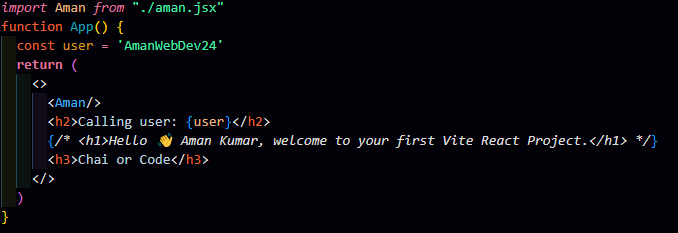 import Aman from "./aman.jsx"
function App() {
  const user = 'AmanWebDev24'
  return (
    <>
      <Aman/>
      <h2>Calling user: {user}</h2>
      {/* <h1>Hello 👋 Aman Kumar, welcome to your first Vite React Project.</h1> */}
      <h3>Chai or Code</h3>
    </>
  )
}